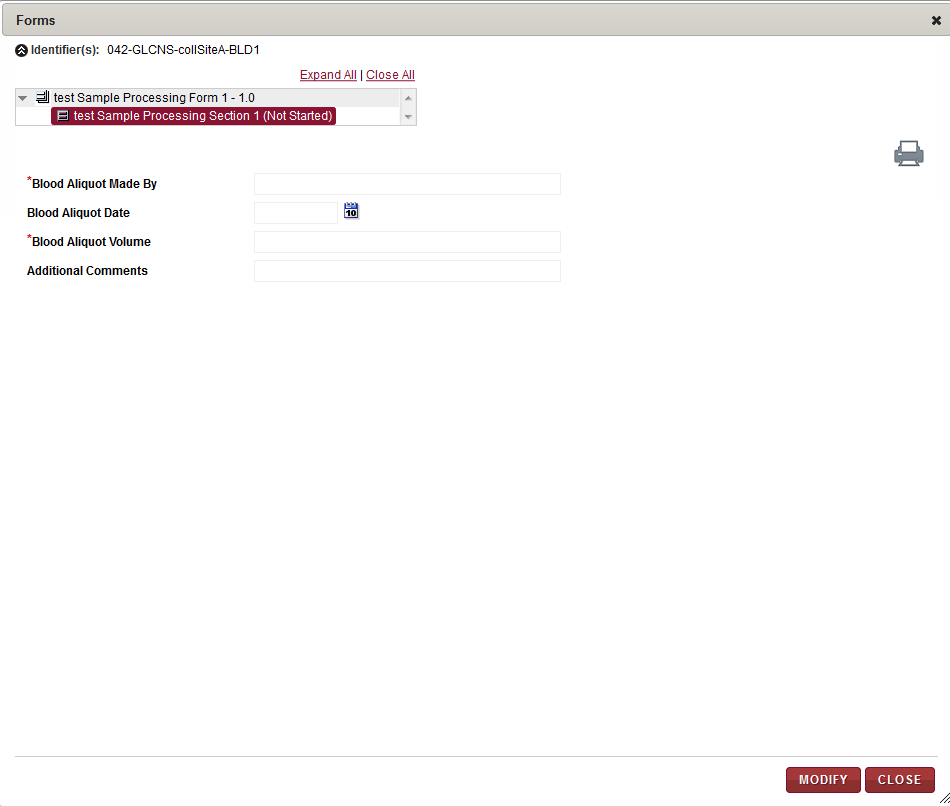 Forms
Identifier(s): 042-GLCNS-collSiteA-BLD1
Expand All | Close All
test Sample Processing Form 1 - 1.0
test Sample Processing Section 1 (Not Started)
*Blood Aliquot Made By
Blood Aliquot Date
10
*Blood Aliquot Volume
Additional Comments
MODIFY CLOSE